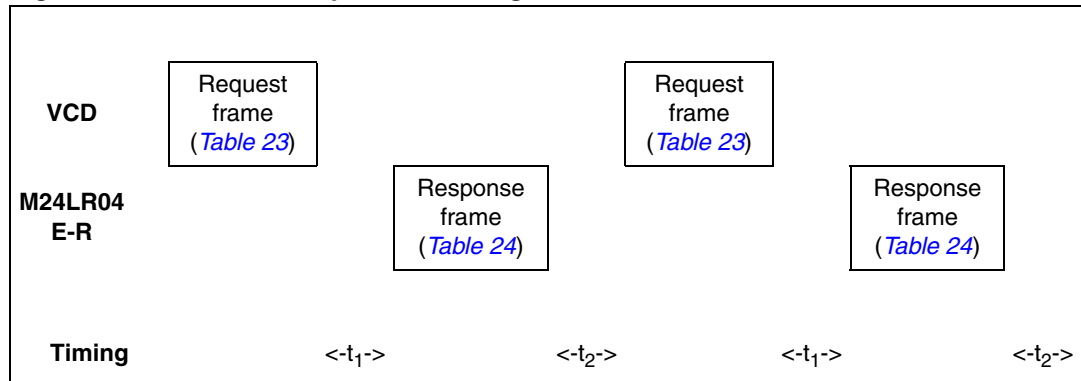 VCD
Request
frame
(Table 23)
Request
frame
(Table 23)
M24LR04
E-R
Response
frame
(Table 24)
Response
frame
(Table 24)
Timing
<-t1-> <-t2-> <-t1-> <-t2->